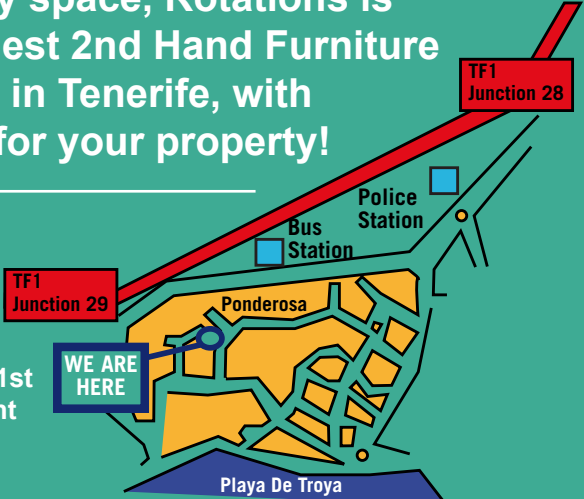 y space, Rotations is
est 2nd Hand Furniture
in Tenerife, with
for your property!
TF1
Junction 28
Police
Station
Bus
Station
TF1
Junction 29
Ponderosa
WE ARE
HERE
1st
nt
Playa De Troya